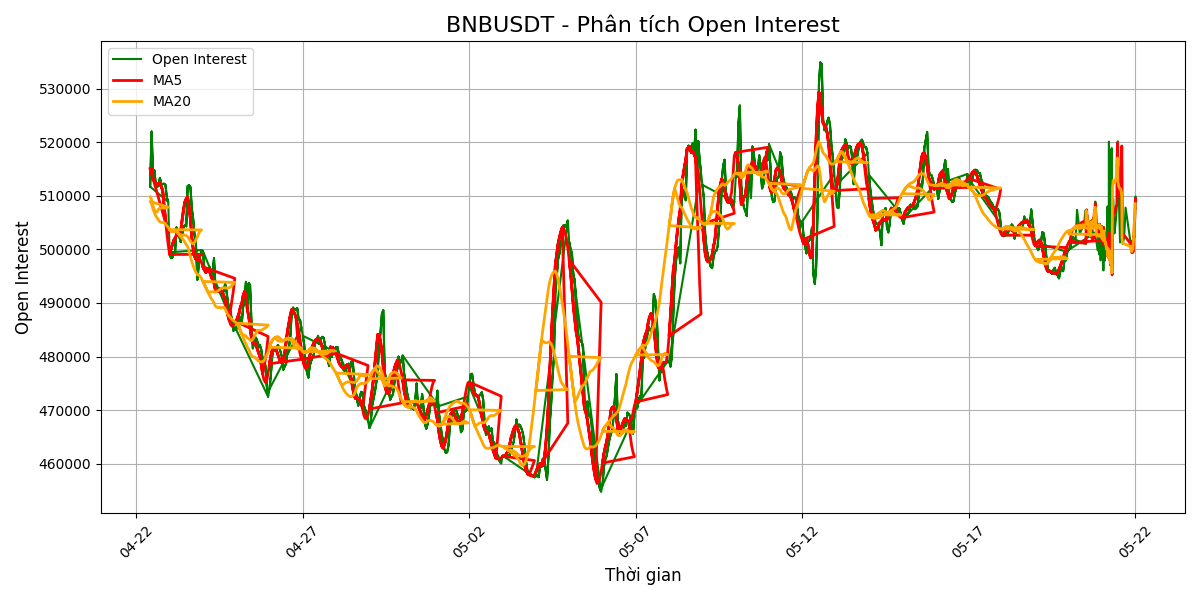 BNBUSDT - Phân tích Open Interest
Open Interest
MA5
MA20
530000
520000
510000
500000
490000
480000
470000
460000
Open Interest
04-22
04-27
05-02
05-07
05-12
05-17
05-22
Thời gian